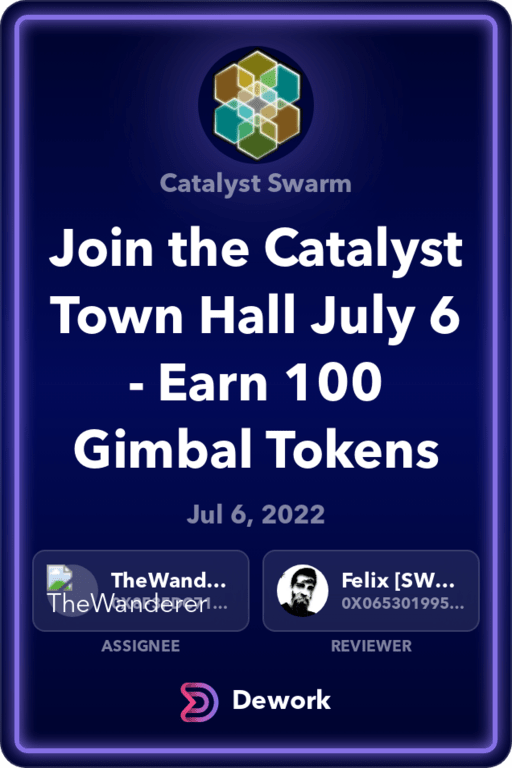 Catalyst Swarm
Join the Catalyst
Town Hall July 6
- Earn 100
Gimbal Tokens
Jul 6, 2022
TheWand...
TheWanderer
Felix [SW...
0X065301995...
ASSIGNEE
REVIEWER
Dework